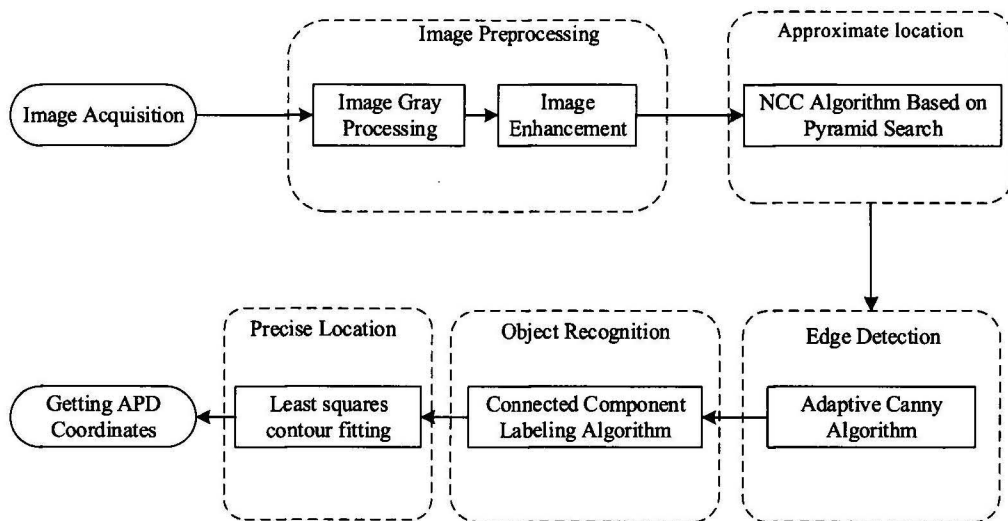 Image Preprocessing
Approximate location
Image Acquisition
Image Gray
Processing
Image
Enhancement
NCC Algorithm Based on
Pyramid Search
Precise Location
Object Recognition
Edge Detection
Getting APD
Coordinates
Least squares
contour fitting
Connected Component
Labeling Algorithm
Adaptive Canny
Algorithm